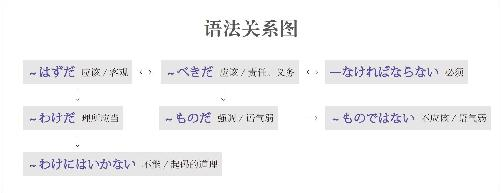 语法关系图
~はずだ 应该 / 客观 ~べきだ 应该 / 责任、义务 ~なければならない 必须
~わけだ 理所应当 ~ものだ 强调 / 语气弱 ~ものではない 不应该 / 语气弱
~わけにはいかない 不能 / 起码的道理